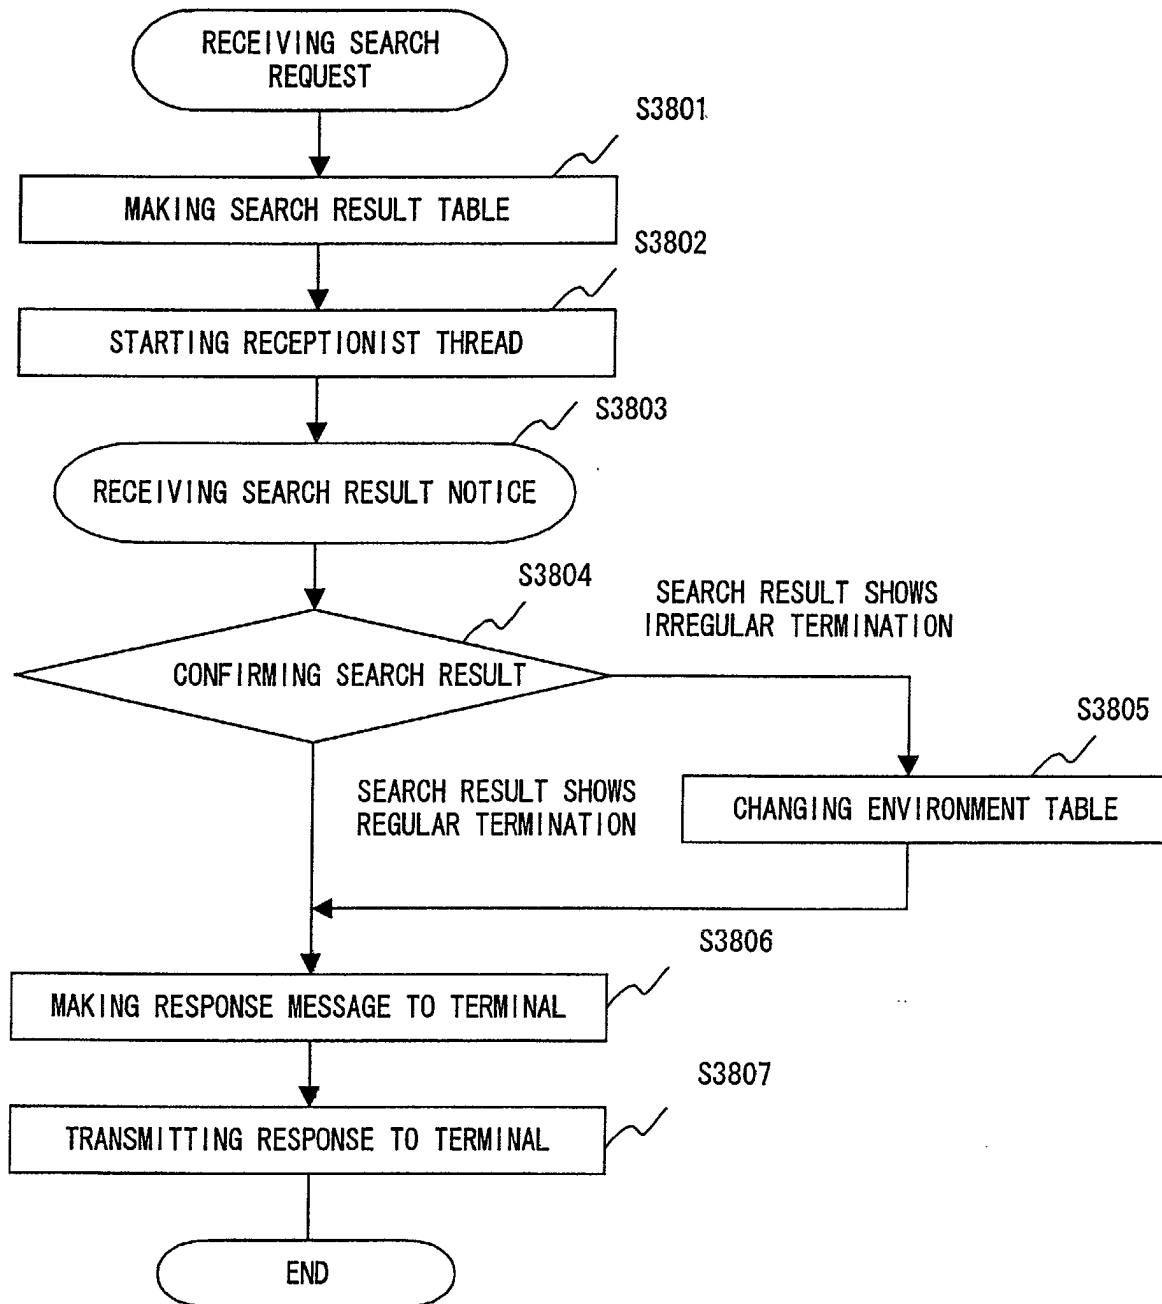 RECEIVING SEARCH
REQUEST
S3801
MAKING SEARCH RESULT TABLE
S3802
STARTING RECEPTIONIST THREAD
S3803
RECEIVING SEARCH RESULT NOTICE
S3804
SEARCH RESULT SHOWS
IRREGULAR TERMINATION
CONFIRMING SEARCH RESULT
S3805
SEARCH RESULT SHOWS
REGULAR TERMINATION
CHANGING ENVIRONMENT TABLE
S3806
MAKING RESPONSE MESSAGE TO TERMINAL
S3807
TRANSMITTING RESPONSE TO TERMINAL
END